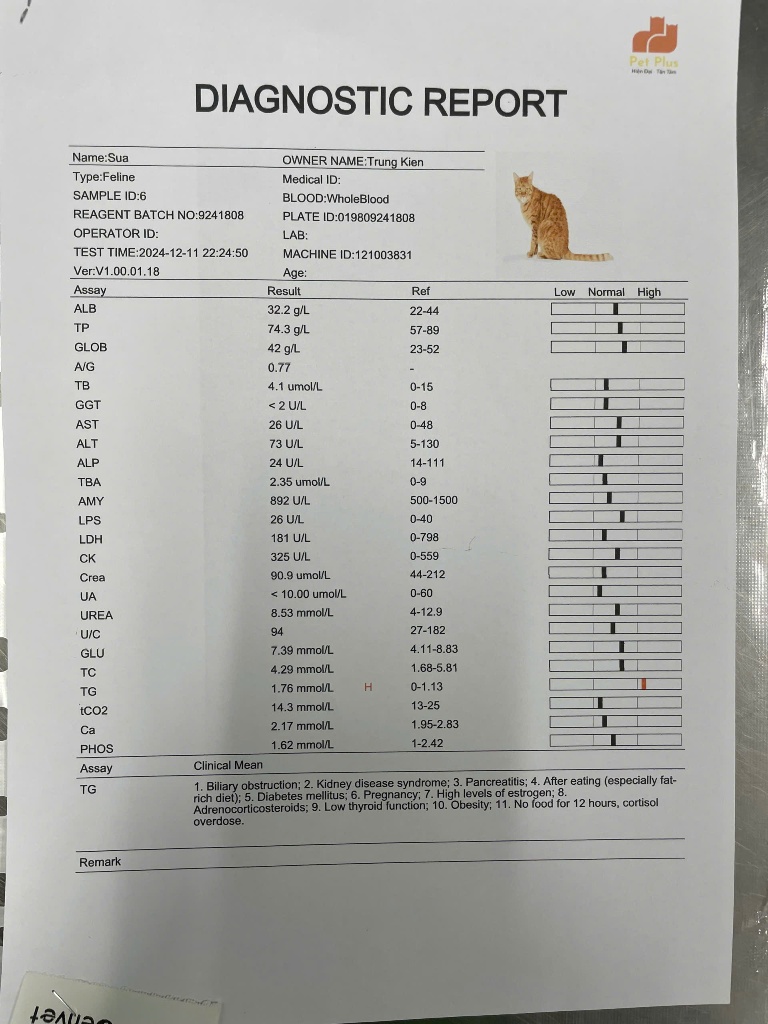 Pet Plus
Hiện Đại Tận Tâm
DIAGNOSTIC REPORT
Name:Sua OWNER NAME:Trung Kien
Type:Feline Medical ID:
SAMPLE ID:6 BLOOD:WholeBlood
REAGENT BATCH NO:9241808 PLATE ID:019809241808
OPERATOR ID: LAB:
TEST TIME:2024-12-11 22:24:50 MACHINE ID:121003831
Ver:V1.00.01.18 Age:
Assay Result Ref Low Normal High
ALB 32.2 g/L 22-44
TP 74.3 g/L 57-89
GLOB 42 g/L 23-52
A/G 0.77 -
TB 4.1 umol/L 0-15
GGT < 2 U/L 0-8
AST 26 U/L 0-48
ALT 73 U/L 5-130
ALP 24 U/L 14-111
TBA 2.35 umol/L 0-9
AMY 892 U/L 500-1500
LPS 26 U/L 0-40
LDH 181 U/L 0-798
CK 325 U/L 0-559
Crea 90.9 umol/L 44-212
UA < 10.00 umol/L 0-60
UREA 8.53 mmol/L 4-12.9
U/C 94 27-182
GLU 7.39 mmol/L 4.11-8.83
TC 4.29 mmol/L 1.68-5.81
TG 1.76 mmol/L H 0-1.13
tCO2 14.3 mmol/L 13-25
Ca 2.17 mmol/L 1.95-2.83
PHOS 1.62 mmol/L 1-2.42
Assay Clinical Mean
TG 1. Biliary obstruction; 2. Kidney disease syndrome; 3. Pancreatitis; 4. After eating (especially fat-
rich diet); 5. Diabetes mellitus; 6. Pregnancy; 7. High levels of estrogen; 8.
Adrenocorticosteroids; 9. Low thyroid function; 10. Obesity; 11. No food for 12 hours, cortisol
overdose.
Remark